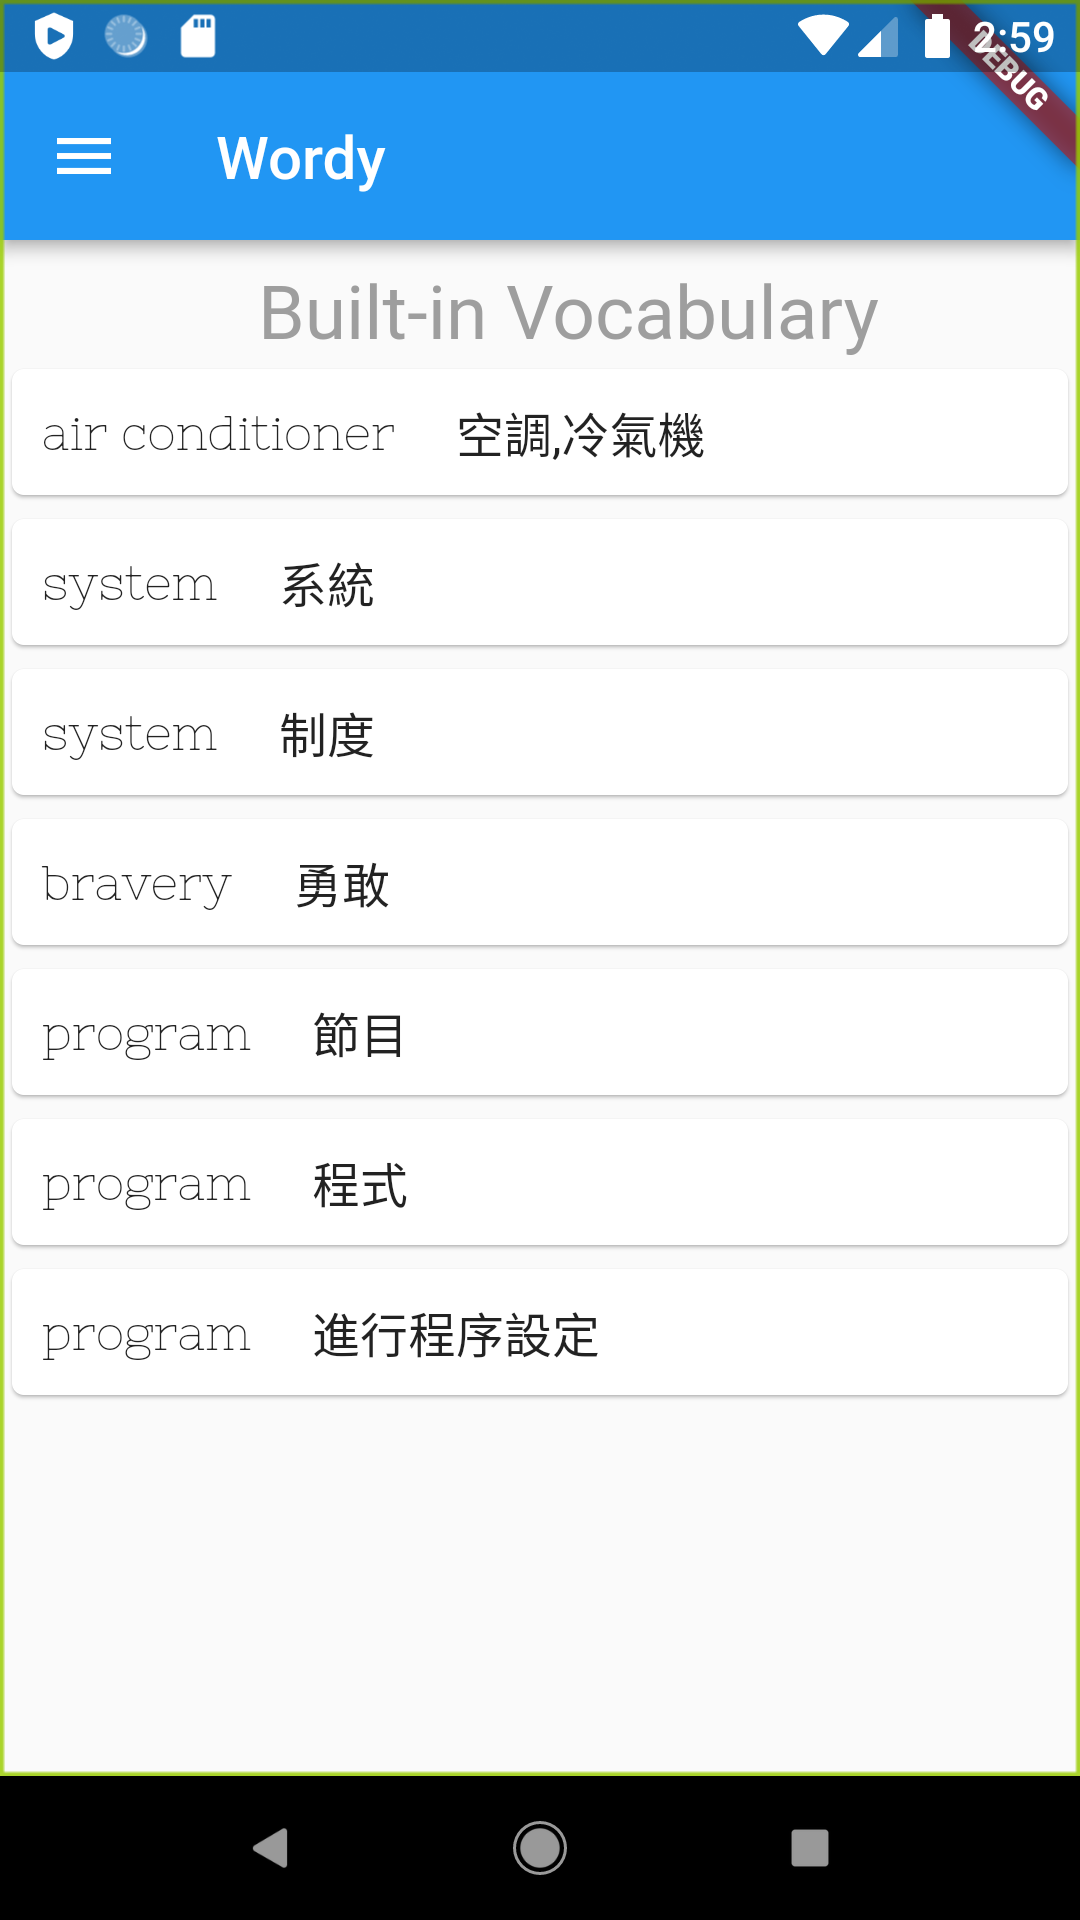 2:59
DEBUG
Wordy
Built-in Vocabulary
air conditioner 空調,冷氣機
system 系統
system 制度
bravery 勇敢
program 節目
program 程式
program 進行程序設定